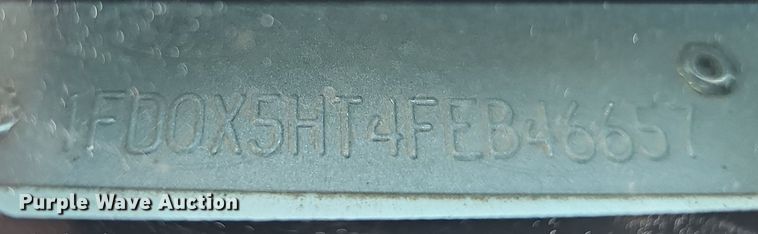 1FD0X5HT4FEB46657
Purple Wave Auction